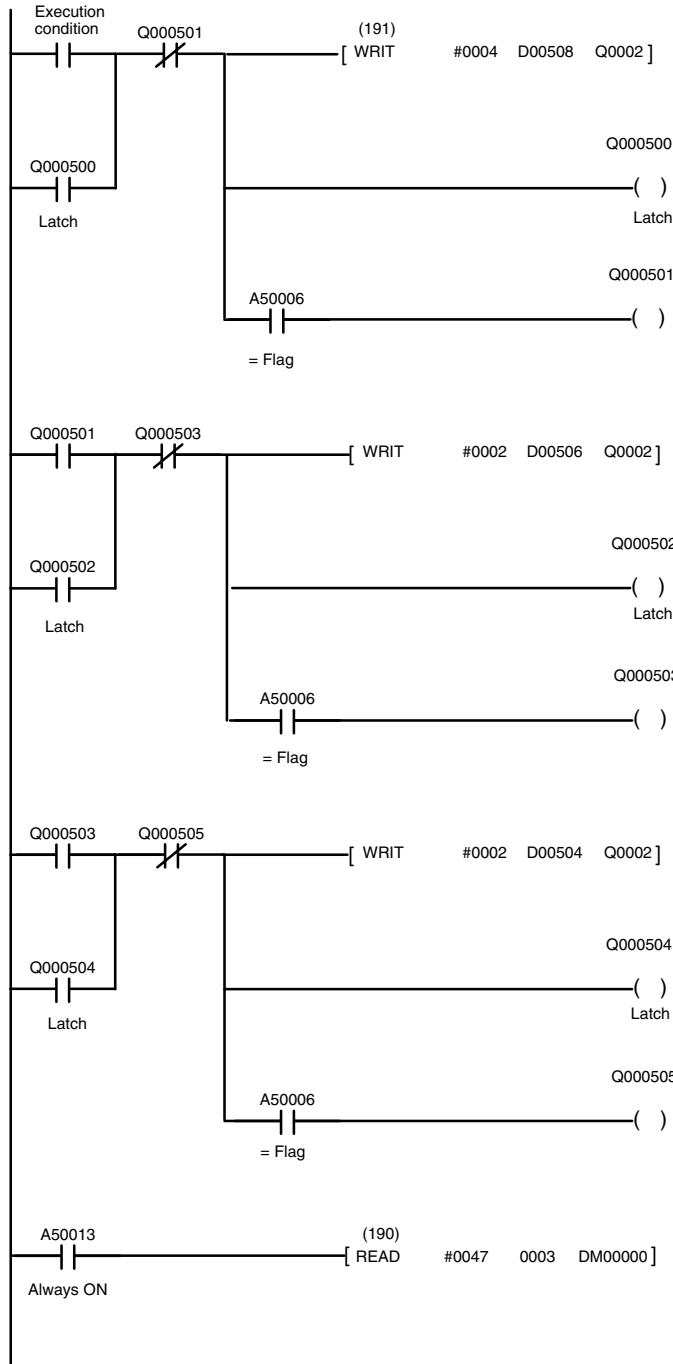 Execution
condition
Q000501
(191)
[ WRIT #0004 D00508 Q0002 ]
Q000500
Q000500
( )
Latch
Latch
Q000501
A50006
( )
= Flag
Q000501
Q000503
[ WRIT #0002 D00506 Q0002 ]
Q000502
Q000502
( )
Latch
Latch
Q000503
A50006
( )
= Flag
Q000503
Q000505
[ WRIT #0002 D00504 Q0002 ]
Q000504
Q000504
( )
Latch
Latch
Q000505
A50006
( )
= Flag
A50013
(190)
[ READ #0047 0003 DM00000 ]
Always ON